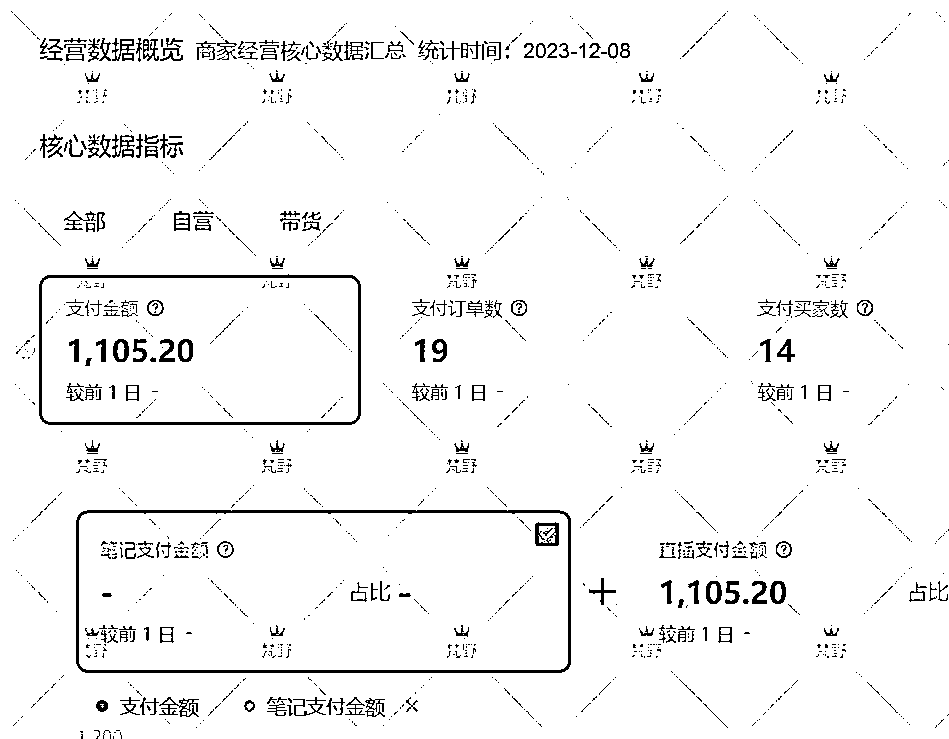 经营数据概览 商家经营核心数据汇总 统计时间：2023-12-08
核心数据指标
全部 自营 带货
支付金额 ? 支付订单数 ? 支付买家数 ?
1,105.20 19 14
较前 1 日 - 较前 1 日 - 较前 1 日 -
笔记支付金额 ? 直播支付金额 ?
- 占比 - + 1,105.20 占比
较前 1 日 - 较前 1 日 -
支付金额 笔记支付金额 ×
1,200